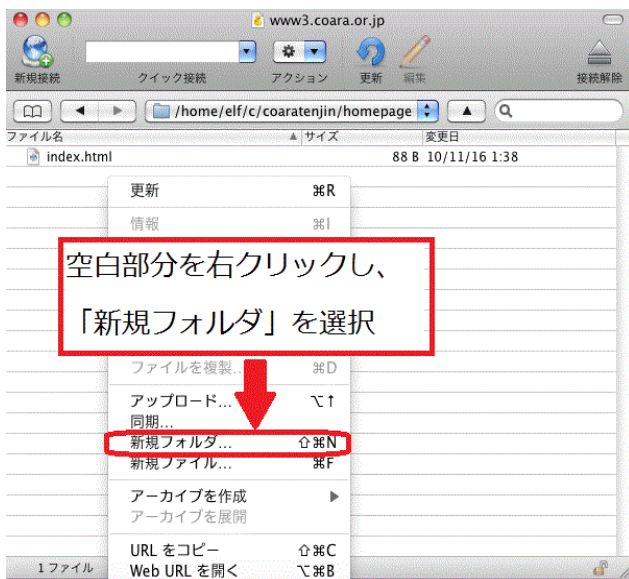 www3.coara.or.jp
新規接続 クイック接続 アクション 更新 編集 接続解除
/home/elf/c/coaratenjin/homepage
ファイル名 サイズ 変更日
index.html 88 B 10/11/16 1:38
更新 ⌘R
情報 ⌘I
空白部分を右クリックし、
「新規フォルダ」を選択
ファイルを複製... ⌘D
アップロード... ⌥↑
同期...
新規フォルダ... ⇧⌘N
新規ファイル... ⌘F
アーカイブを作成 ▶
アーカイブを展開
URL をコピー ⇧⌘C
1 ファイル Web URL を開く ⌥⌘B